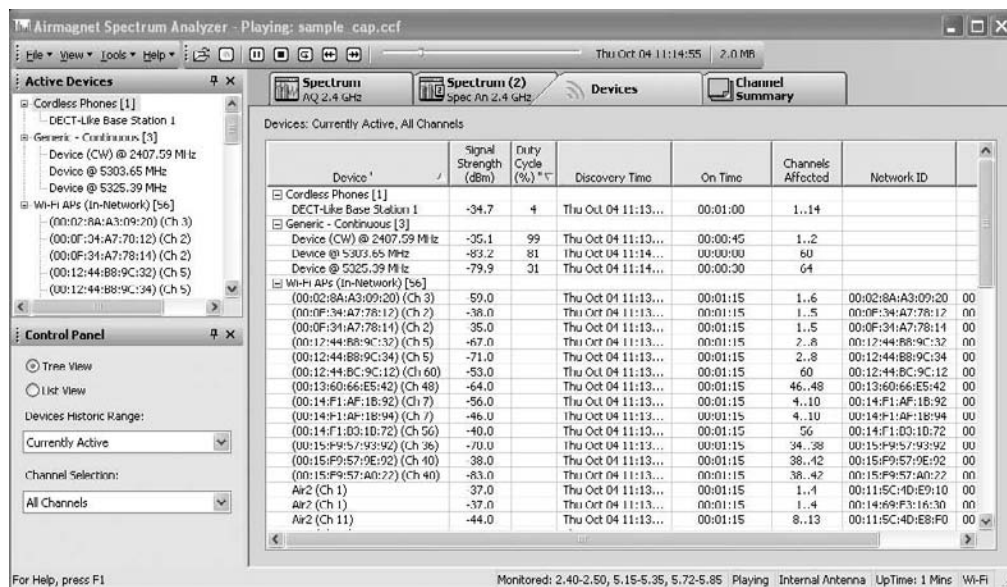 Airmagnet Spectrum Analyzer - Playing: sample_cap.ccf
File View Tools Help Thu Oct 04 11:14:55 2.0 MB
Active Devices
Cordless Phones [1]
DECT-Like Base Station 1
Generic - Continuous [3]
Device (CW) @ 2407.59 MHz
Device @ 5303.65 MHz
Device @ 5325.39 MHz
Wi-Fi APs (In-Network) [56]
(00:02:8A:A3:09:20) (Ch 3)
(00:0F:34:A7:78:12) (Ch 2)
(00:0F:34:A7:78:14) (Ch 2)
(00:12:44:B8:9C:32) (Ch 5)
(00:12:44:B8:9C:34) (Ch 5)
Control Panel
Tree View
List View
Devices Historic Range:
Currently Active
Channel Selection:
All Channels
Spectrum
AQ 2.4 GHz
Spectrum (2)
Spec An 2.4 GHz
Devices
Channel
Summary
Devices: Currently Active, All Channels
Device Signal Strength (dBm) Duty Cycle (%) Discovery Time On Time Channels Affected Network ID
Cordless Phones [1]
DECT-Like Base Station 1 -34.7 4 Thu Oct 04 11:13... 00:01:00 1..14
Generic - Continuous [3]
Device (CW) @ 2407.59 MHz -35.1 99 Thu Oct 04 11:13... 00:00:45 1..2
Device @ 5303.65 MHz -83.2 81 Thu Oct 04 11:14... 00:00:00 60
Device @ 5325.39 MHz -79.9 31 Thu Oct 04 11:14... 00:00:30 64
Wi-Fi APs (In-Network) [56]
(00:02:8A:A3:09:20) (Ch 3) -59.0 Thu Oct 04 11:13... 00:01:15 1..6 00:02:8A:A3:09:20 00
(00:0F:34:A7:78:12) (Ch 2) -38.0 Thu Oct 04 11:13... 00:01:15 1..5 00:0F:34:A7:78:12 00
(00:0F:34:A7:78:14) (Ch 2) -35.0 Thu Oct 04 11:13... 00:01:15 1..5 00:0F:34:A7:78:14 00
(00:12:44:B8:9C:32) (Ch 5) -67.0 Thu Oct 04 11:13... 00:01:15 2..8 00:12:44:B8:9C:32 00
(00:12:44:B8:9C:34) (Ch 5) -71.0 Thu Oct 04 11:13... 00:01:15 2..8 00:12:44:B8:9C:34 00
(00:12:44:BC:9C:12) (Ch 60) -53.0 Thu Oct 04 11:13... 00:01:15 60 00:12:44:BC:9C:12 00
(00:13:60:66:E5:42) (Ch 48) -64.0 Thu Oct 04 11:13... 00:01:15 46..48 00:13:60:66:E5:42 00
(00:14:F1:AF:1B:92) (Ch 7) -56.0 Thu Oct 04 11:13... 00:01:15 4..10 00:14:F1:AF:1B:92 00
(00:14:F1:AF:1B:94) (Ch 7) -46.0 Thu Oct 04 11:13... 00:01:15 4..10 00:14:F1:AF:1B:94 00
(00:14:F1:B3:1B:72) (Ch 56) -40.0 Thu Oct 04 11:13... 00:01:15 56 00:14:F1:B3:1B:72 00
(00:15:F9:57:93:92) (Ch 36) -70.0 Thu Oct 04 11:13... 00:01:15 34..38 00:15:F9:57:93:92 00
(00:15:F9:57:9E:92) (Ch 40) -38.0 Thu Oct 04 11:13... 00:01:15 38..42 00:15:F9:57:9E:92 00
(00:15:F9:57:A0:22) (Ch 40) -83.0 Thu Oct 04 11:13... 00:01:15 38..42 00:15:F9:57:A0:22 00
Air2 (Ch 1) -37.0 Thu Oct 04 11:13... 00:01:15 1..4 00:11:5C:4D:E9:10 00
Air2 (Ch 1) -37.0 Thu Oct 04 11:13... 00:01:15 1..4 00:14:69:F3:16:30 00
Air2 (Ch 11) -44.0 Thu Oct 04 11:13... 00:01:15 8..13 00:11:5C:4D:E8:F0 00
For Help, press F1 Monitored: 2.40-2.50, 5.15-5.35, 5.72-5.85 Playing Internal Antenna UpTime: 1 Mins Wi-Fi